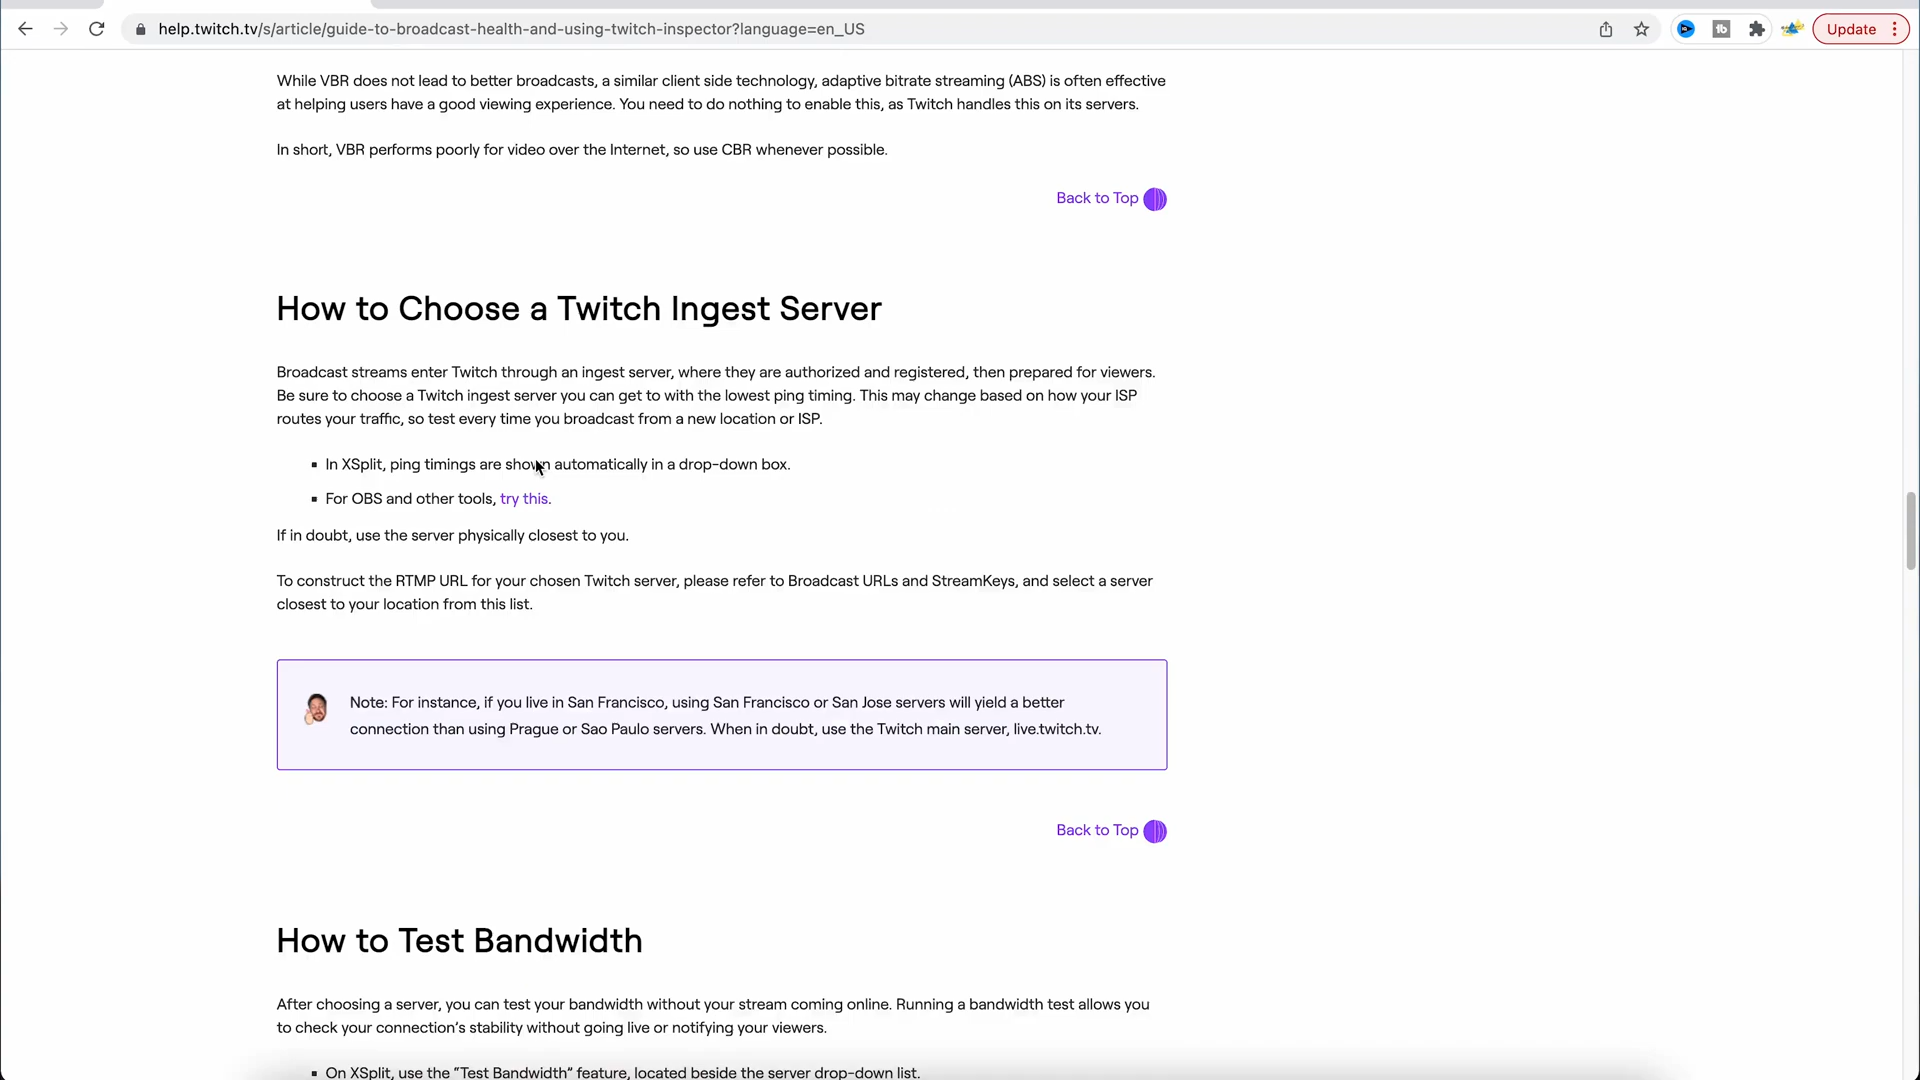 help.twitch.tv/s/article/guide-to-broadcast-health-and-using-twitch-inspector?language=en_US
Update
While VBR does not lead to better broadcasts, a similar client side technology, adaptive bitrate streaming (ABS) is often effective
at helping users have a good viewing experience. You need to do nothing to enable this, as Twitch handles this on its servers.
In short, VBR performs poorly for video over the Internet, so use CBR whenever possible.
Back to Top
How to Choose a Twitch Ingest Server
Broadcast streams enter Twitch through an ingest server, where they are authorized and registered, then prepared for viewers.
Be sure to choose a Twitch ingest server you can get to with the lowest ping timing. This may change based on how your ISP
routes your traffic, so test every time you broadcast from a new location or ISP.
▪ In XSplit, ping timings are shown automatically in a drop-down box.
▪ For OBS and other tools, try this.
If in doubt, use the server physically closest to you.
To construct the RTMP URL for your chosen Twitch server, please refer to Broadcast URLs and StreamKeys, and select a server
closest to your location from this list.
Note: For instance, if you live in San Francisco, using San Francisco or San Jose servers will yield a better
connection than using Prague or Sao Paulo servers. When in doubt, use the Twitch main server, live.twitch.tv.
Back to Top
How to Test Bandwidth
After choosing a server, you can test your bandwidth without your stream coming online. Running a bandwidth test allows you
to check your connection’s stability without going live or notifying your viewers.
▪ On XSplit, use the “Test Bandwidth” feature, located beside the server drop-down list.